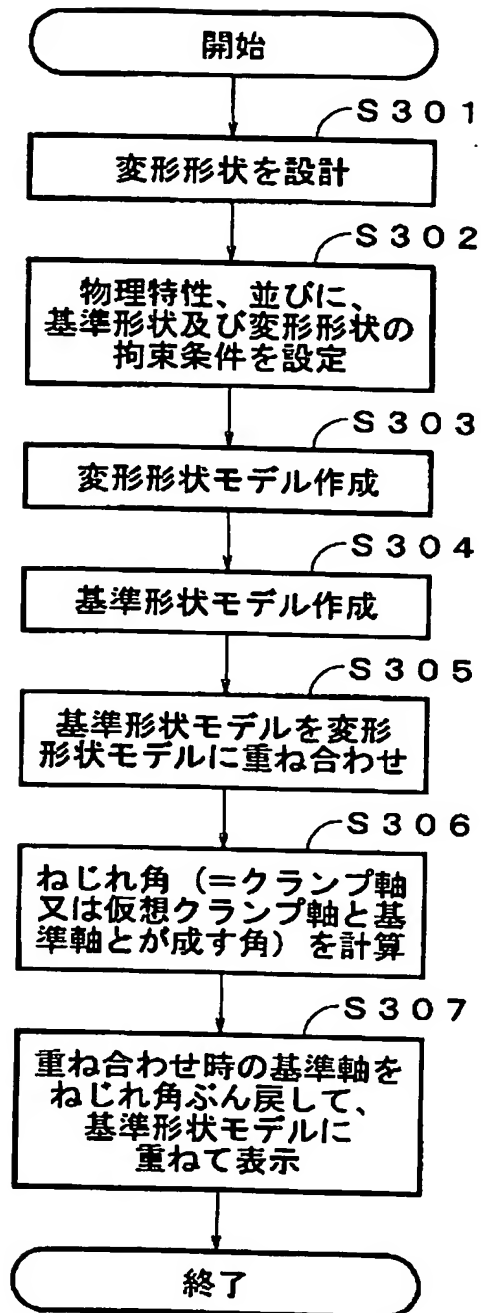 開始
S301
変形形状を設計
S302
物理特性、並びに、
基準形状及び変形形状の
拘束条件を設定
S303
変形形状モデル作成
S304
基準形状モデル作成
S305
基準形状モデルを変形
形状モデルに重ね合わせ
S306
ねじれ角（＝クランプ軸
又は仮想クランプ軸と基
準軸とが成す角）を計算
S307
重ね合わせ時の基準軸を
ねじれ角ぶん戻して、
基準形状モデルに
重ねて表示
終了